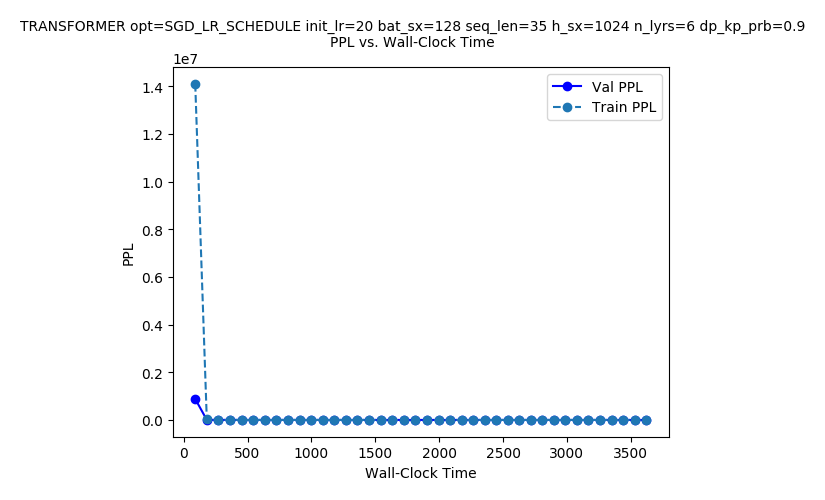 TRANSFORMER opt=SGD_LR_SCHEDULE init_lr=20 bat_sx=128 seq_len=35 h_sx=1024 n_lyrs=6 dp_kp_prb=0.9
PPL vs. Wall-Clock Time
1e7
Val PPL
Train PPL
1.4
1.2
1.0
0.8
0.6
0.4
0.2
0.0
PPL
0 500 1000 1500 2000 2500 3000 3500
Wall-Clock Time